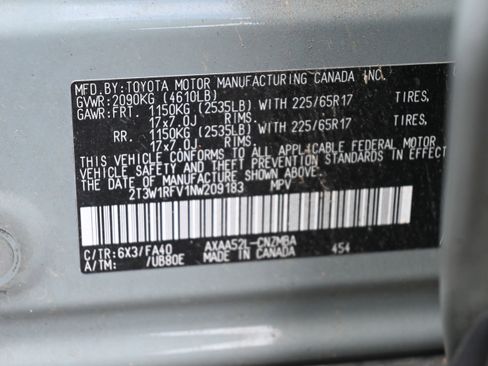 MFD. BY: TOYOTA MOTOR MANUFACTURING CANADA INC.
GVWR: 2090KG (4610LB)
GAWR: FRT. 1150KG (2535LB) WITH 225/65R17 TIRES,
17x7.0J RIMS.
RR. 1150KG (2535LB) WITH 225/65R17 TIRES,
17x7.0J RIMS.
THIS VEHICLE CONFORMS TO ALL APPLICABLE FEDERAL MOTOR
VEHICLE SAFETY AND THEFT PREVENTION STANDARDS IN EFFECT
ON THE DATE OF MANUFACTURE SHOWN ABOVE.
2T3W1RFV1NW209183 MPV
C/TR: 6X3/FA40 AXAA52L-CNZMBA 454
A/TM: /UB80E MADE IN CANADA